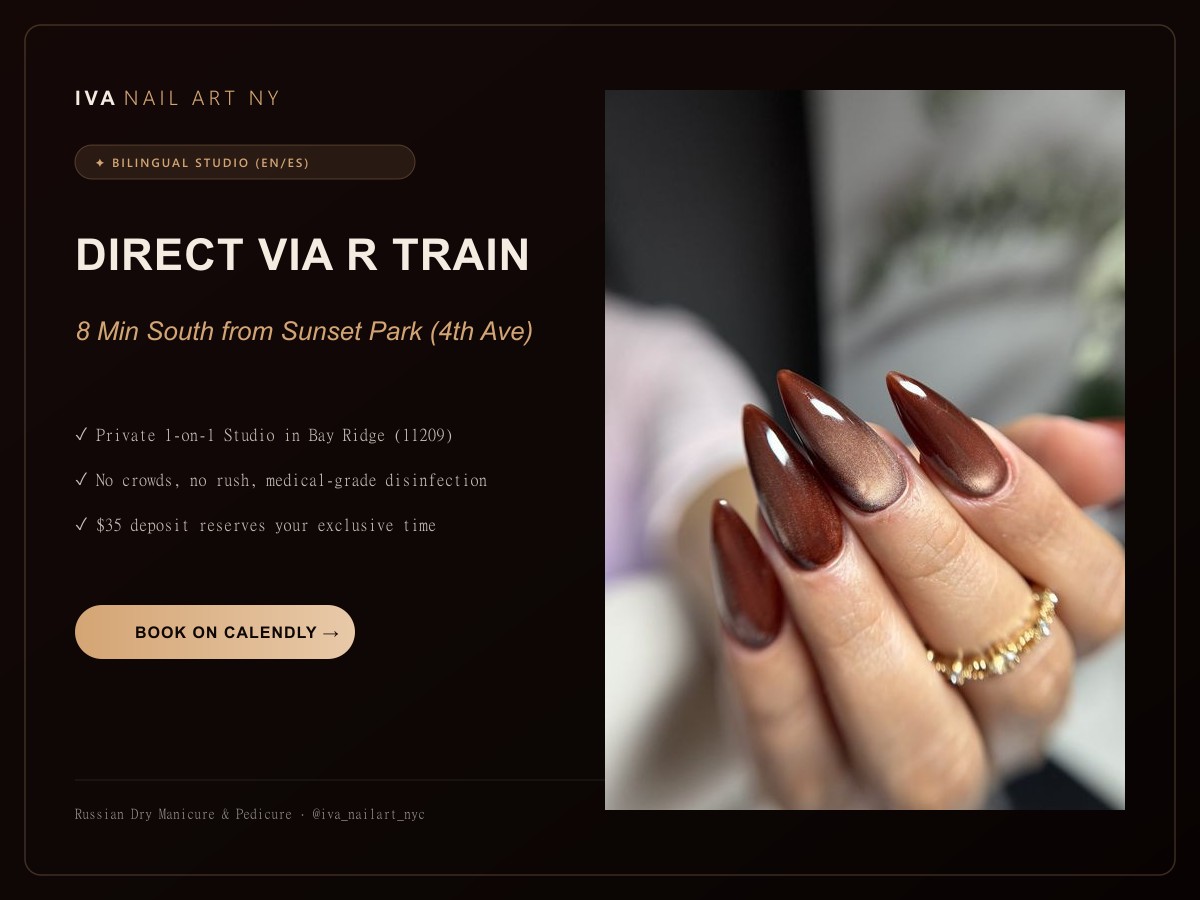 IVA NAIL ART NY
✦ BILINGUAL STUDIO (EN/ES)
DIRECT VIA R TRAIN
8 Min South from Sunset Park (4th Ave)
✓ Private 1-on-1 Studio in Bay Ridge (11209)
✓ No crowds, no rush, medical-grade disinfection
✓ $35 deposit reserves your exclusive time
BOOK ON CALENDLY →
Russian Dry Manicure & Pedicure · @iva_nailart_nyc